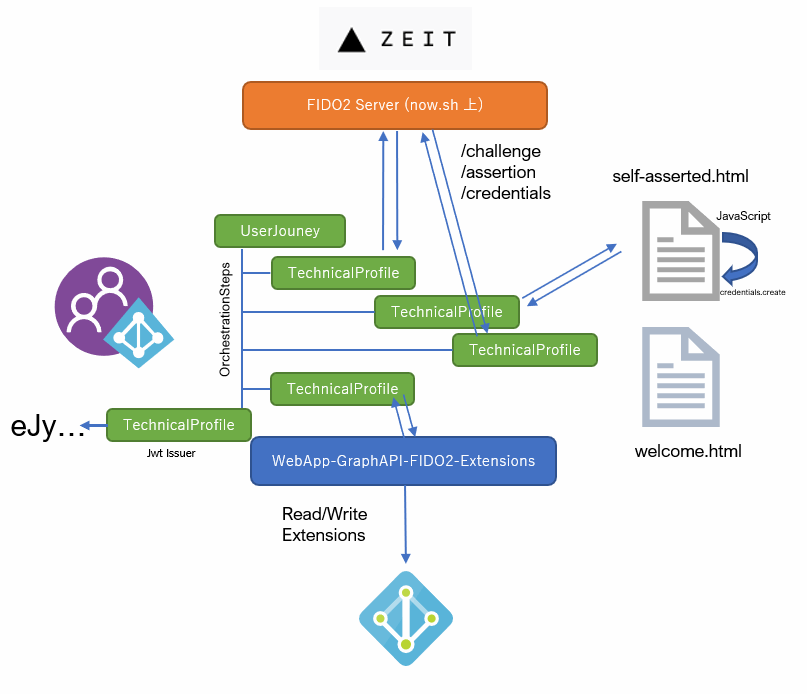 ZEIT
FIDO2 Server (now.sh 上)
/challenge
/assertion
/credentials
self-asserted.html
JavaScript
credentials.create
UserJouney
OrchestrationSteps
TechnicalProfile
TechnicalProfile
TechnicalProfile
TechnicalProfile
eJy...
TechnicalProfile
Jwt Issuer
welcome.html
WebApp-GraphAPI-FIDO2-Extensions
Read/Write
Extensions